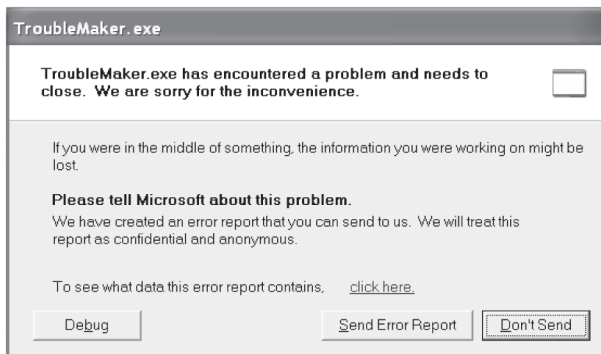 TroubleMaker.exe
TroubleMaker.exe has encountered a problem and needs to
close. We are sorry for the inconvenience.
If you were in the middle of something, the information you were working on might be
lost.
Please tell Microsoft about this problem.
We have created an error report that you can send to us. We will treat this
report as confidential and anonymous.
To see what data this error report contains, click here.
Debug Send Error Report Don't Send